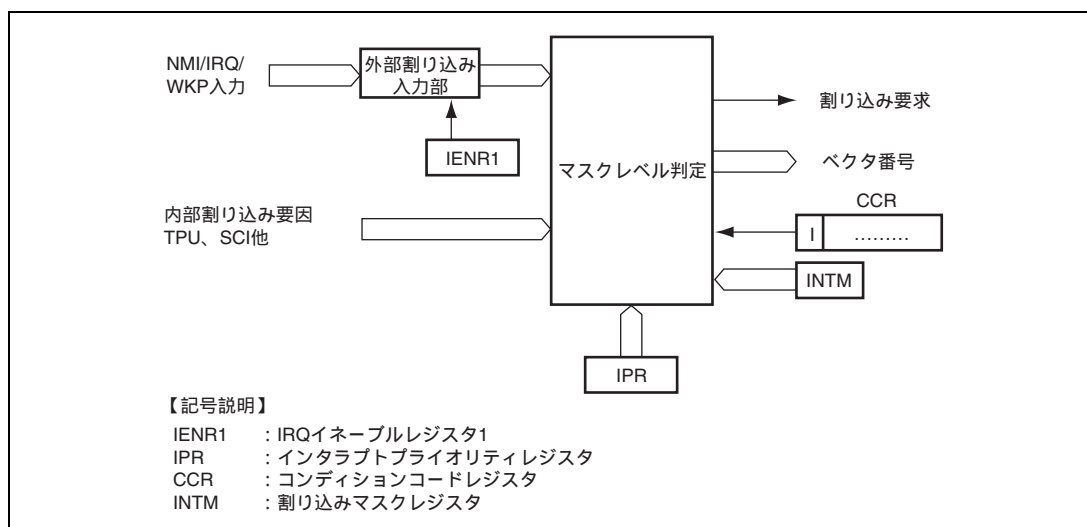 NMI/IRQ/
WKP入力
外部割り込み
入力部
IENR1
マスクレベル判定
割り込み要求
ベクタ番号
CCR
I
.........
INTM
内部割り込み要因
TPU、SCI他
IPR
【記号説明】
IENR1 : IRQイネーブルレジスタ1
IPR : インタラプトプライオリティレジスタ
CCR : コンディションコードレジスタ
INTM : 割り込みマスクレジスタ